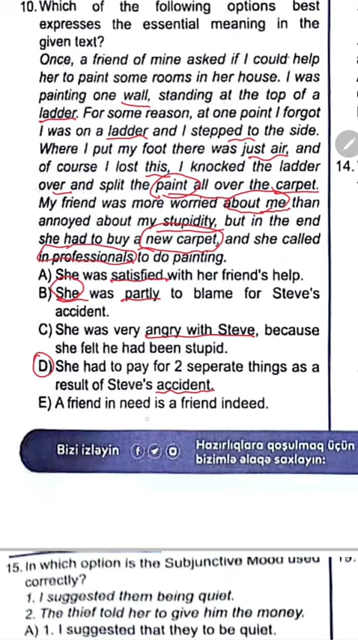 10. Which of the following options best
expresses the essential meaning in the
given text?
Once, a friend of mine asked if I could help
her to paint some rooms in her house. I was
painting one wall, standing at the top of a
ladder. For some reason, at one point I forgot
I was on a ladder and I stepped to the side.
Where I put my foot there was just air, and
of course I lost this, I knocked the ladder
over and split the paint all over the carpet.
My friend was more worried about me than
annoyed about my stupidity, but in the end
she had to buy a new carpet, and she called
in professionals to do painting.
A) She was satisfied with her friend's help.
B) She was partly to blame for Steve's
accident.
C) She was very angry with Steve, because
she felt he had been stupid.
D) She had to pay for 2 seperate things as a
result of Steve's accident.
E) A friend in need is a friend indeed.
14.
Bizi izləyin
Hazırlıqlara qoşulmaq üçün
bizimlə əlaqə saxlayın:
15. In which option is the Subjunctive Mood used
correctly?
1. I suggested them being quiet.
2. The thief told her to give him the money.
A) 1. I suggested that they to be quiet.